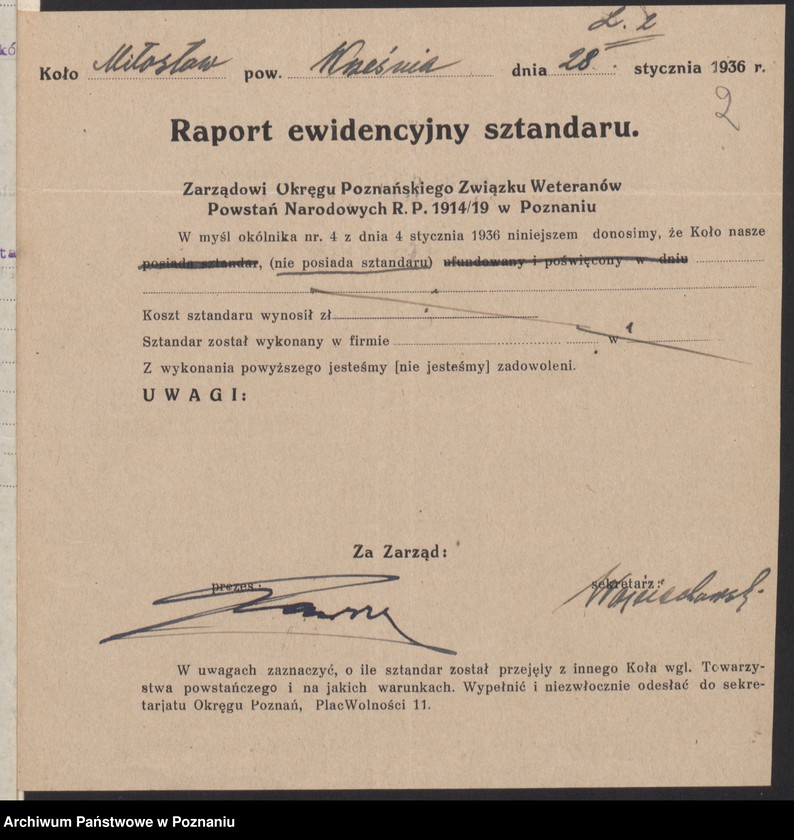 L. 2
Koło Miłosław pow. Września dnia 28. stycznia 1936 r.
2
Raport ewidencyjny sztandaru.
Zarządowi Okręgu Poznańskiego Związku Weteranów
Powstań Narodowych R. P. 1914/19 w Poznaniu
W myśl okólnika nr. 4 z dnia 4 stycznia 1936 niniejszem donosimy, że Koło nasze
posiada sztandar, (nie posiada sztandaru) ufundowany i poświęcony w dniu
Koszt sztandaru wynosił zł
Sztandar został wykonany w firmie w
Z wykonania powyższego jesteśmy [nie jesteśmy] zadowoleni.
UWAGI:
Za Zarząd:
prezes: sekretarz:
W uwagach zaznaczyć, o ile sztandar został przejęly z innego Koła wgl. Towarzy-
stwa powstańczego i na jakich warunkach. Wypełnić i niezwłocznie odesłać do sekre-
tarjatu Okręgu Poznań, PlacWolności 11.
Archiwum Państwowe w Poznaniu